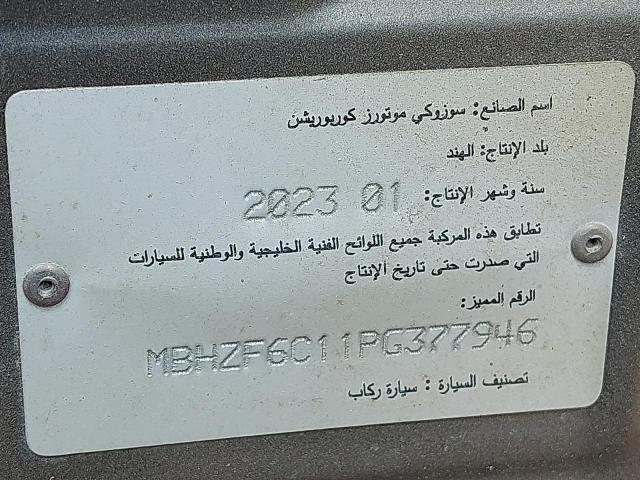 اسم الصانع: سوزوكي موتورز كوربوريشن
بلد الإنتاج: الهند
سنة وشهر الإنتاج: 2023 01
تطابق هذه المركبة جميع اللوائح الفنية الخليجية والوطنية للسيارات
التي صدرت حتى تاريخ الإنتاج
الرقم المميز:
MBHZF6C11PG377946
تصنيف السيارة : سيارة ركاب